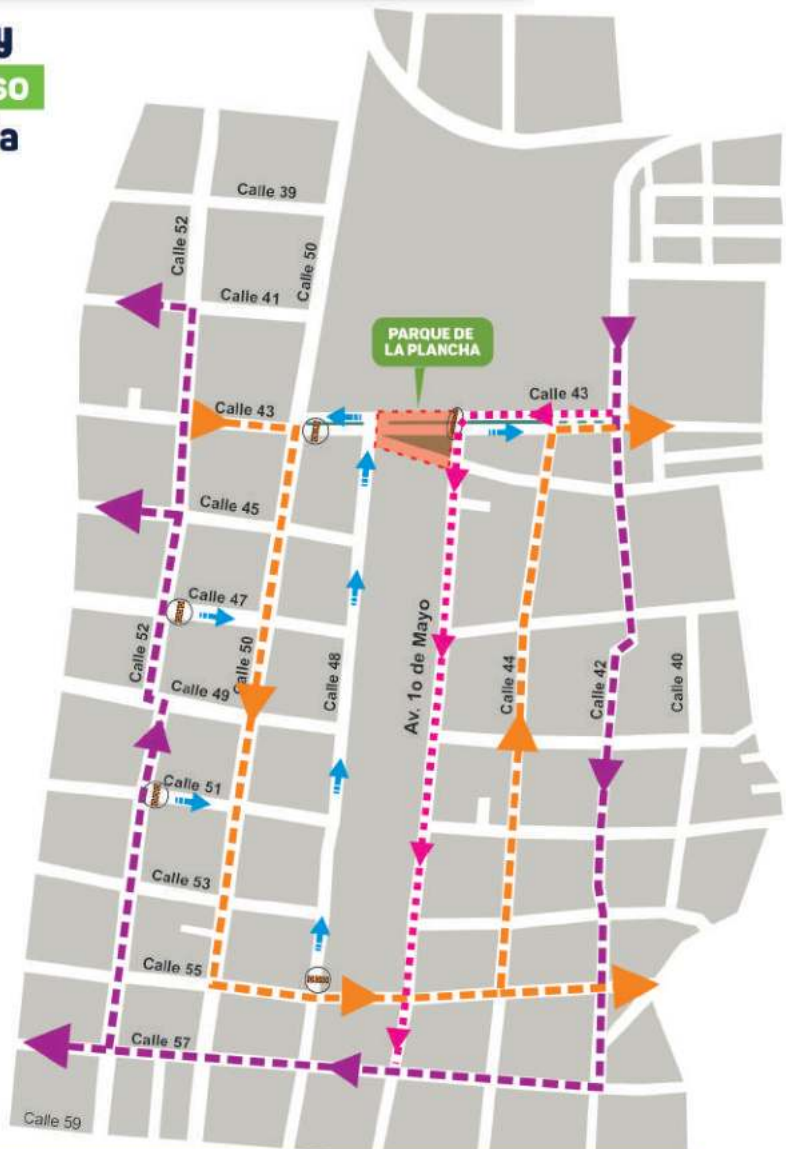 y
so
a
Calle 39
Calle 52
Calle 50
Calle 41
PARQUE DE
LA PLANCHA
Calle 43
Calle 43
Calle 45
Calle 47
Calle 52
Calle 50
Calle 49
Calle 48
Av. 1o de Mayo
Calle 44
Calle 42
Calle 40
Calle 51
Calle 53
Calle 55
Calle 57
Calle 59